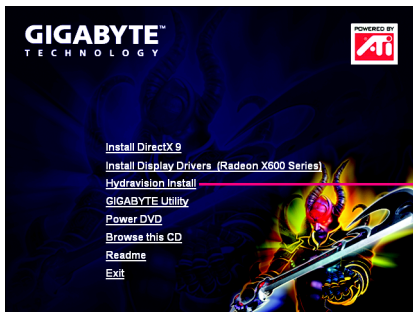 GIGABYTE™
TECHNOLOGY
POWERED BY
ATi
Install DirectX 9
Install Display Drivers (Radeon X600 Series)
Hydravision Install
GIGABYTE Utility
Power DVD
Browse this CD
Readme
Exit